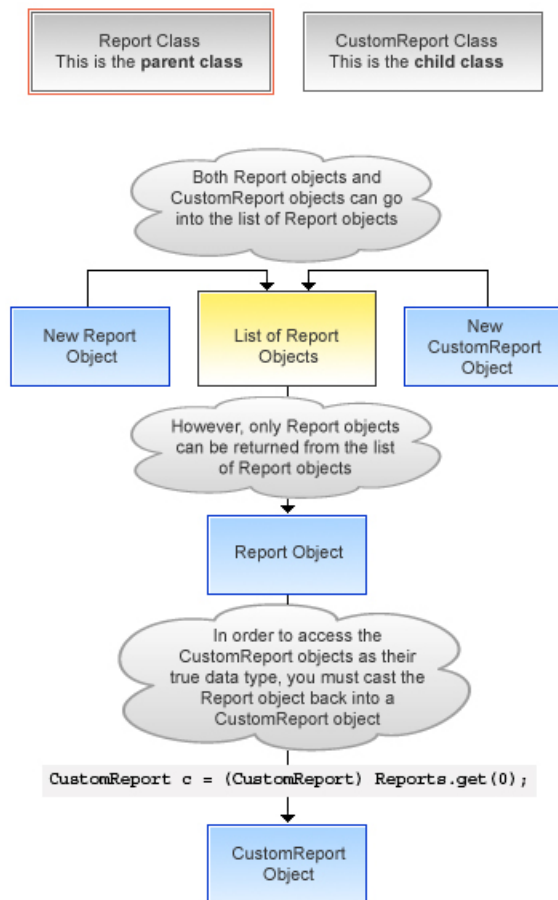 Report Class
This is the parent class
CustomReport Class
This is the child class
Both Report objects and
CustomReport objects can go
into the list of Report objects
New Report
Object
List of Report
Objects
New
CustomReport
Object
However, only Report objects
can be returned from the list
of Report objects
Report Object
In order to access the
CustomReport objects as their
true data type, you must cast the
Report object back into a
CustomReport object
CustomReport c = (CustomReport) Reports.get(0);
CustomReport
Object